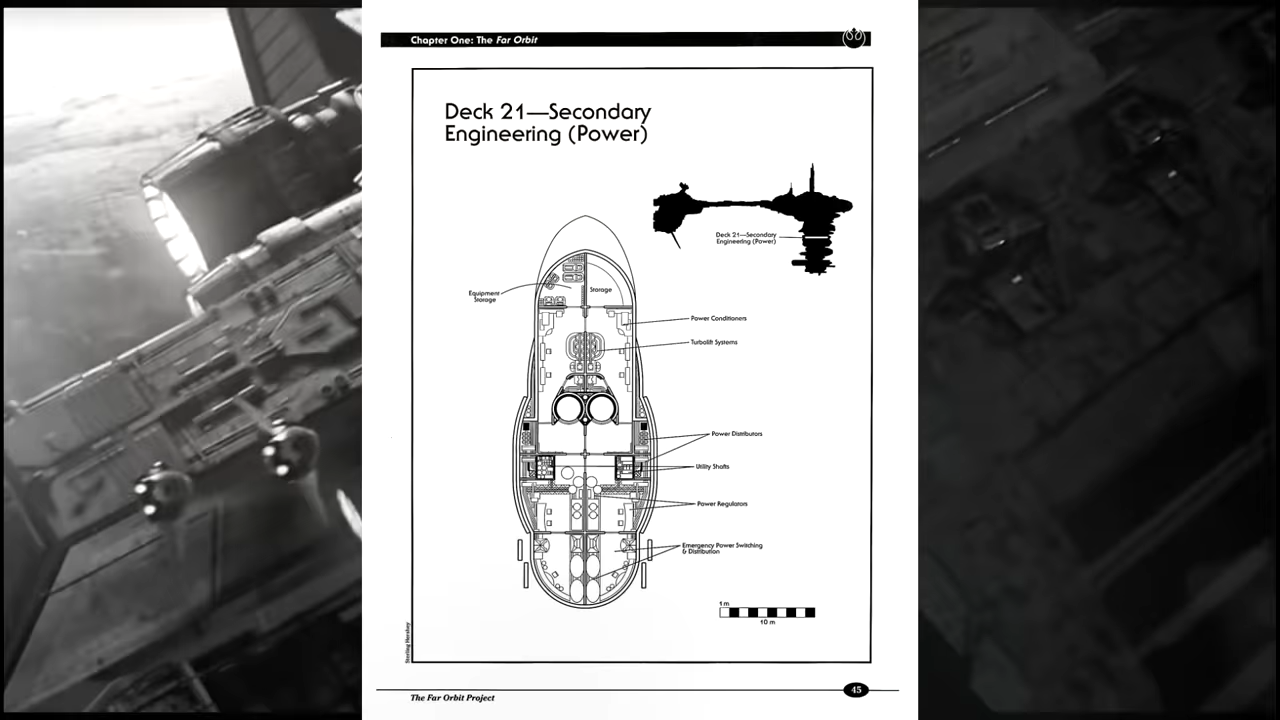 Chapter One: The Far Orbit
Deck 21—Secondary
Engineering (Power)
Deck 21—Secondary
Engineering (Power)
Equipment
Storage
Storage
Power Conditioners
Turbolift Systems
Power Distributors
Utility Shafts
Power Regulators
Emergency Power Switching
& Distribution
1 m
10 m
Sterling Hershey
The Far Orbit Project
45